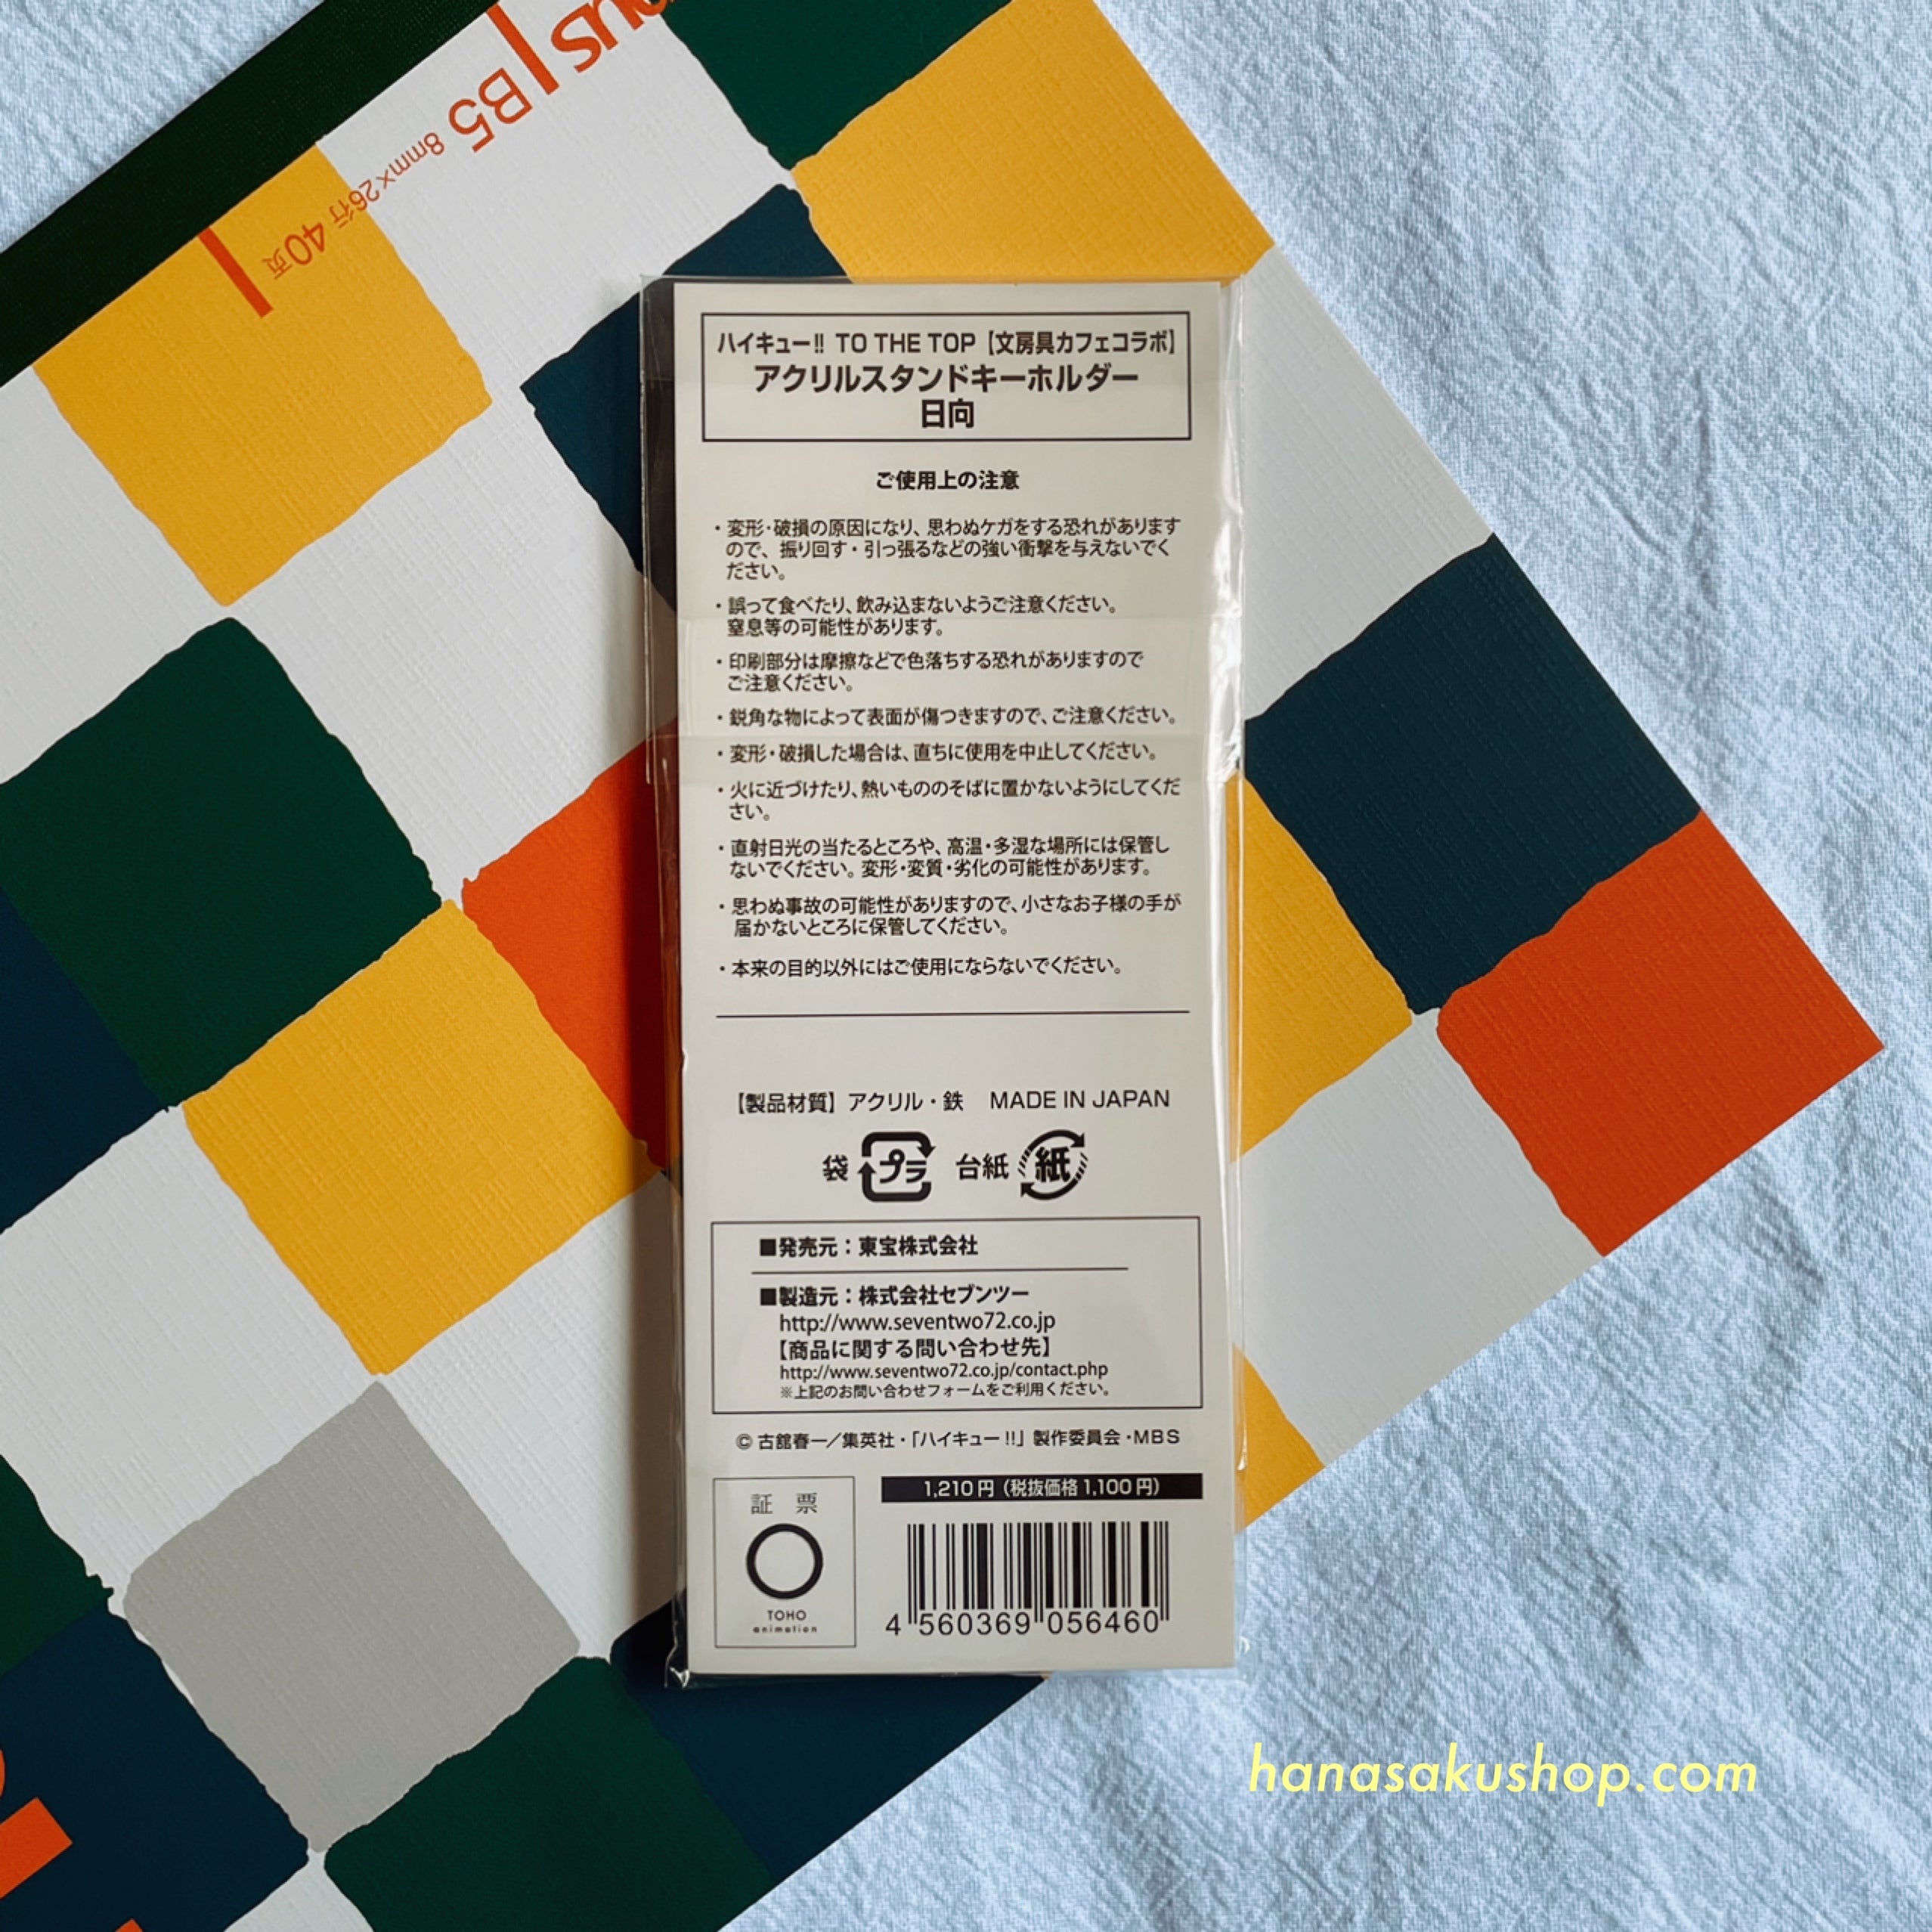 B5
8mm×26行 40页
ハイキュー!! TO THE TOP【文房具カフェコラボ】
アクリルスタンドキーホルダー
日向
ご使用上の注意
・変形・破損の原因になり、思わぬケガをする恐れがあります
ので、振り回す・引っ張るなどの強い衝撃を与えないでく
ださい。
・誤って食べたり、飲み込まないようご注意ください。
窒息等の可能性があります。
・印刷部分は摩擦などで色落ちする恐れがありますので
ご注意ください。
・鋭角な物によって表面が傷つきますので、ご注意ください。
・変形・破損した場合は、直ちに使用を中止してください。
・火に近づけたり、熱いもののそばに置かないようにしてくだ
さい。
・直射日光の当たるところや、高温・多湿な場所には保管し
ないでください。変形・変質・劣化の可能性があります。
・思わぬ事故の可能性がありますので、小さなお子様の手が
届かないところに保管してください。
・本来の目的以外にはご使用にならないでください。
【製品材質】アクリル・鉄 MADE IN JAPAN
袋 プラ 台紙 紙
■発売元：東宝株式会社
■製造元：株式会社セブンツー
http://www.seventwo72.co.jp
【商品に関する問い合わせ先】
http://www.seventwo72.co.jp/contact.php
※上記のお問い合わせフォームをご利用ください。
©古舘春一／集英社・「ハイキュー!!」製作委員会・MBS
証 票
TOHO
animation
1,210円（税抜価格1,100円）
4 560369 056460
hanasakushop.com